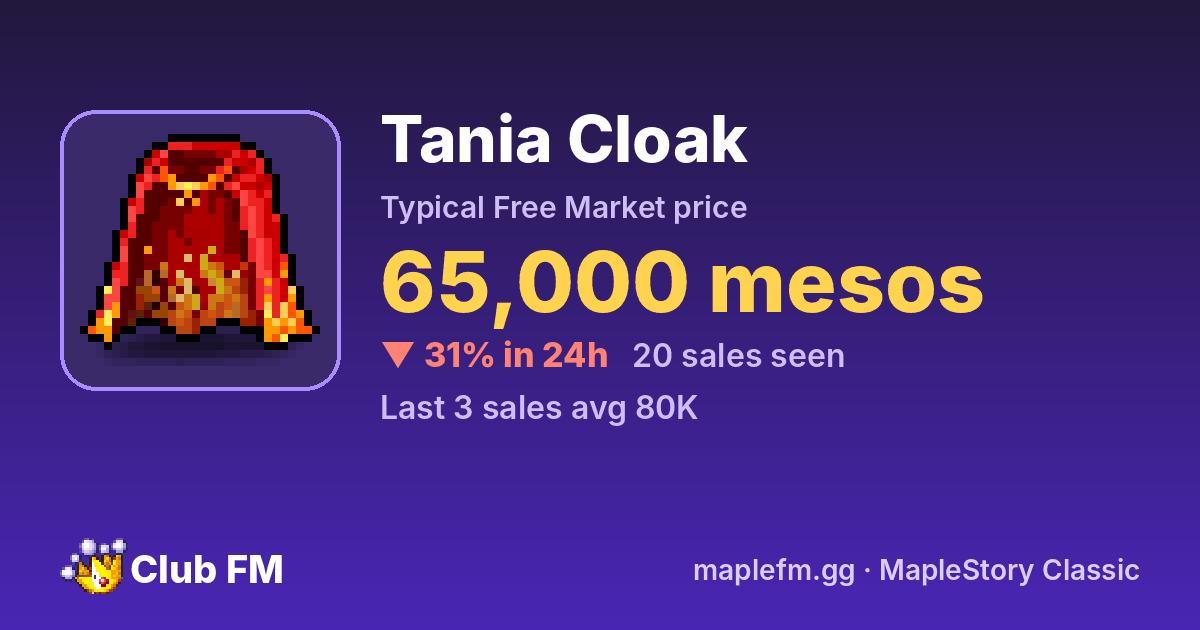 Tania Cloak
Typical Free Market price
65,000 mesos
▼ 31% in 24h 20 sales seen
Last 3 sales avg 80K
Club FM
maplefm.gg · MapleStory Classic